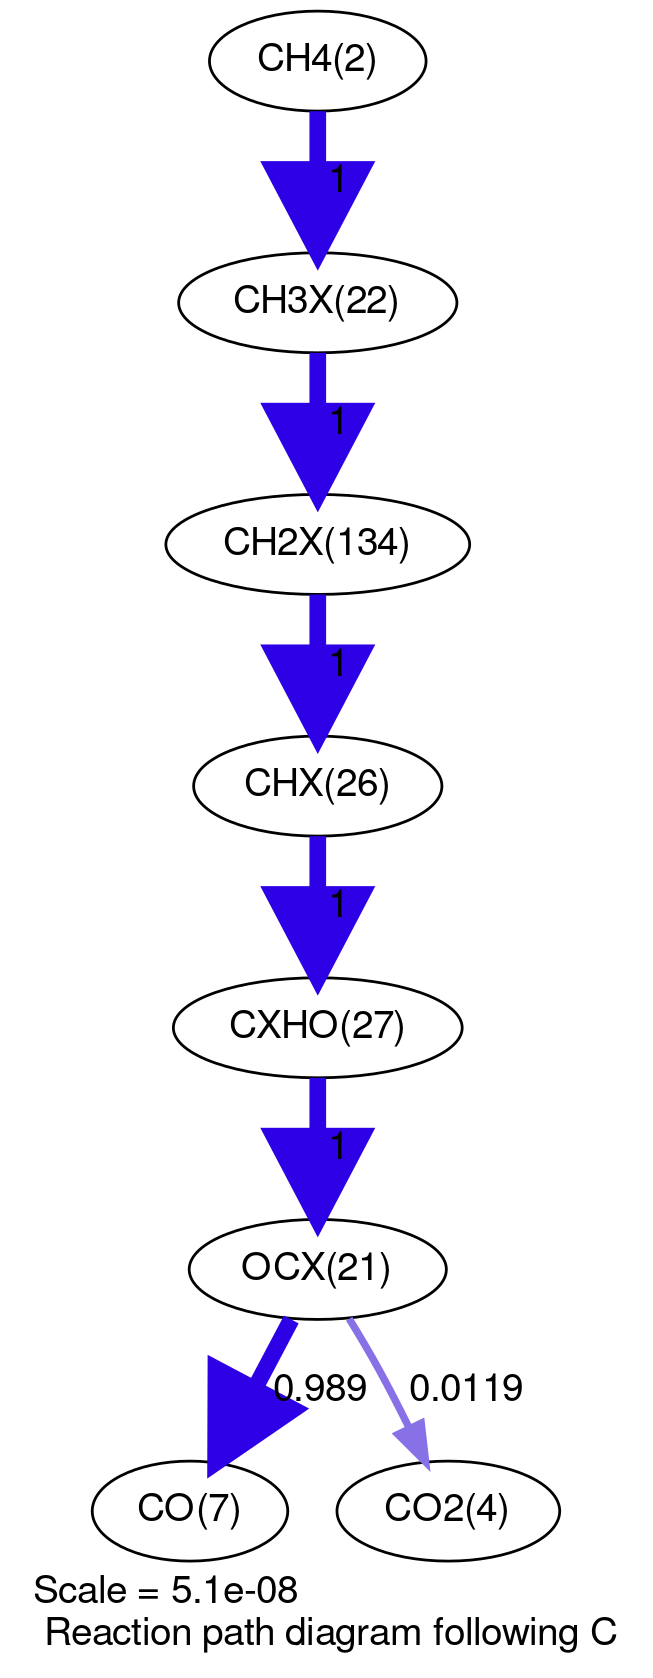 CH4(2)
1
CH3X(22)
1
CH2X(134)
1
CHX(26)
1
CXHO(27)
1
OCX(21)
0.989
0.0119
CO(7)
CO2(4)
Scale = 5.1e-08
Reaction path diagram following C